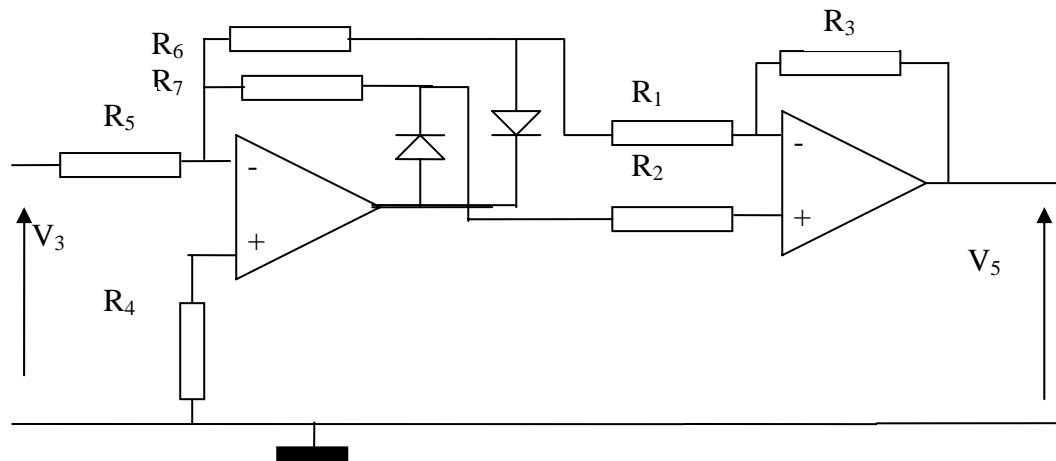 R₃
R₆
R₇
R₁
R₅
R₂
-
-
+
V₃
+
V₅
R₄